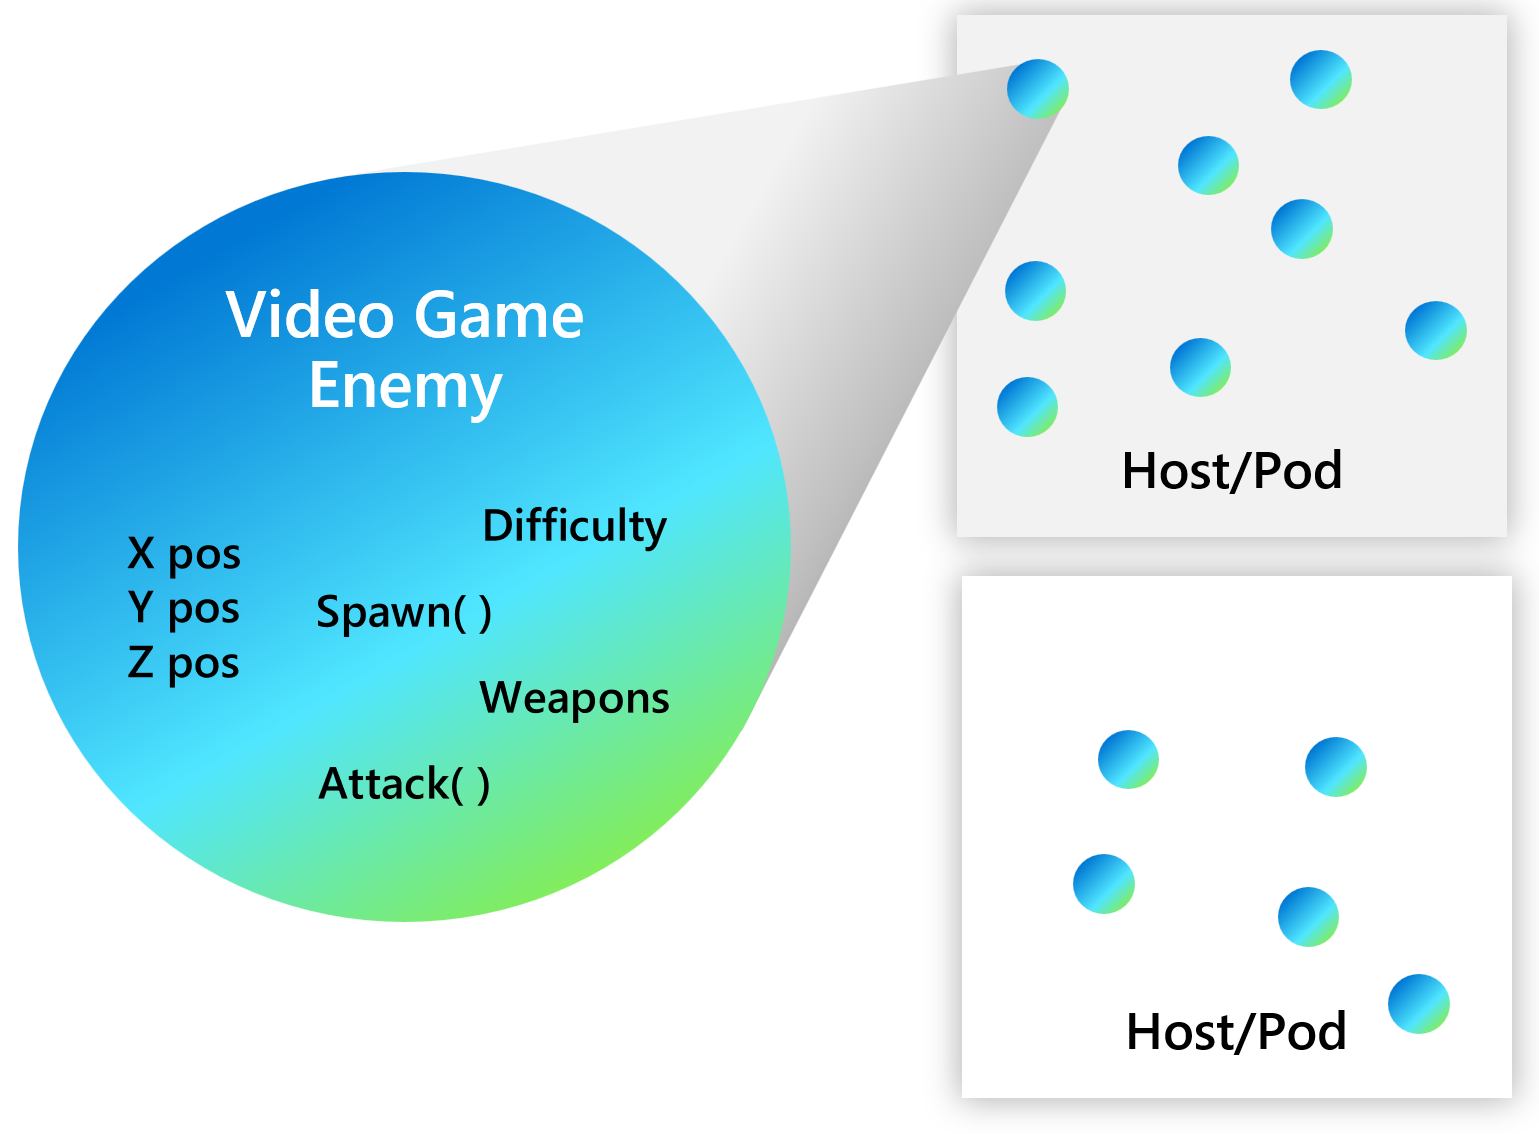 Video Game
Enemy
X pos
Y pos
Z pos
Difficulty
Spawn( )
Weapons
Attack( )
Host/Pod
Host/Pod